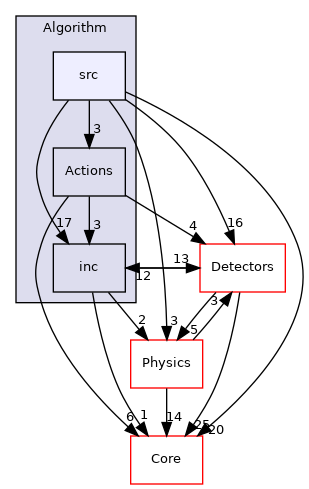 Algorithm
src
3
Actions
17
3
4
16
inc
13
12
Detectors
2
3
3
5
Physics
6
1
14
25
20
Core